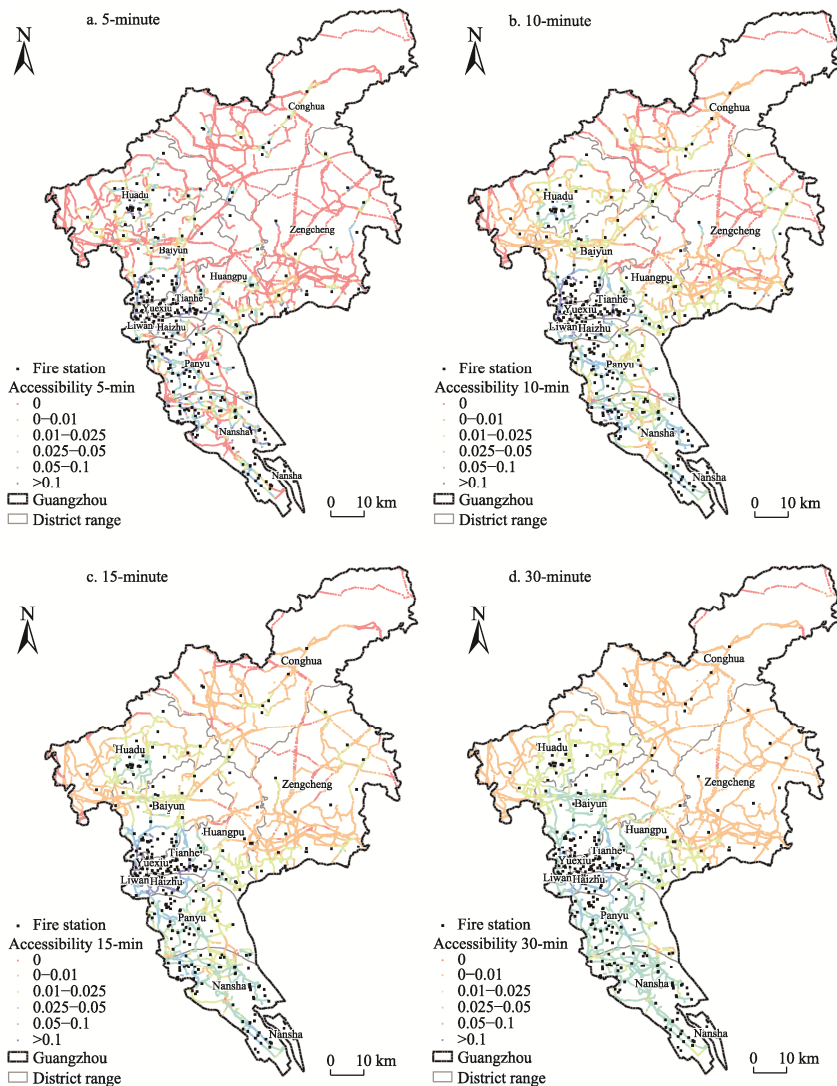 a. 5-minute
N
Conghua
Huadu
Zengcheng
Baiyun
Huangpu
Tianhe
Yuexiu
Liwan Haizhu
Panyu
Nansha
Nansha
Fire station
Accessibility 5-min
0
0–0.01
0.01–0.025
0.025–0.05
0.05–0.1
>0.1
Guangzhou
District range
0 10 km
b. 10-minute
N
Conghua
Huadu
Zengcheng
Baiyun
Huangpu
Tianhe
Yuexiu
Liwan Haizhu
Panyu
Nansha
Nansha
Fire station
Accessibility 10-min
0
0–0.01
0.01–0.025
0.025–0.05
0.05–0.1
>0.1
Guangzhou
District range
0 10 km
c. 15-minute
N
Conghua
Huadu
Zengcheng
Baiyun
Huangpu
Tianhe
Yuexiu
Liwan Haizhu
Panyu
Nansha
Nansha
Fire station
Accessibility 15-min
0
0–0.01
0.01–0.025
0.025–0.05
0.05–0.1
>0.1
Guangzhou
District range
0 10 km
d. 30-minute
N
Conghua
Huadu
Zengcheng
Baiyun
Huangpu
Tianhe
Yuexiu
Liwan Haizhu
Panyu
Nansha
Nansha
Fire station
Accessibility 30-min
0
0–0.01
0.01–0.025
0.025–0.05
0.05–0.1
>0.1
Guangzhou
District range
0 10 km